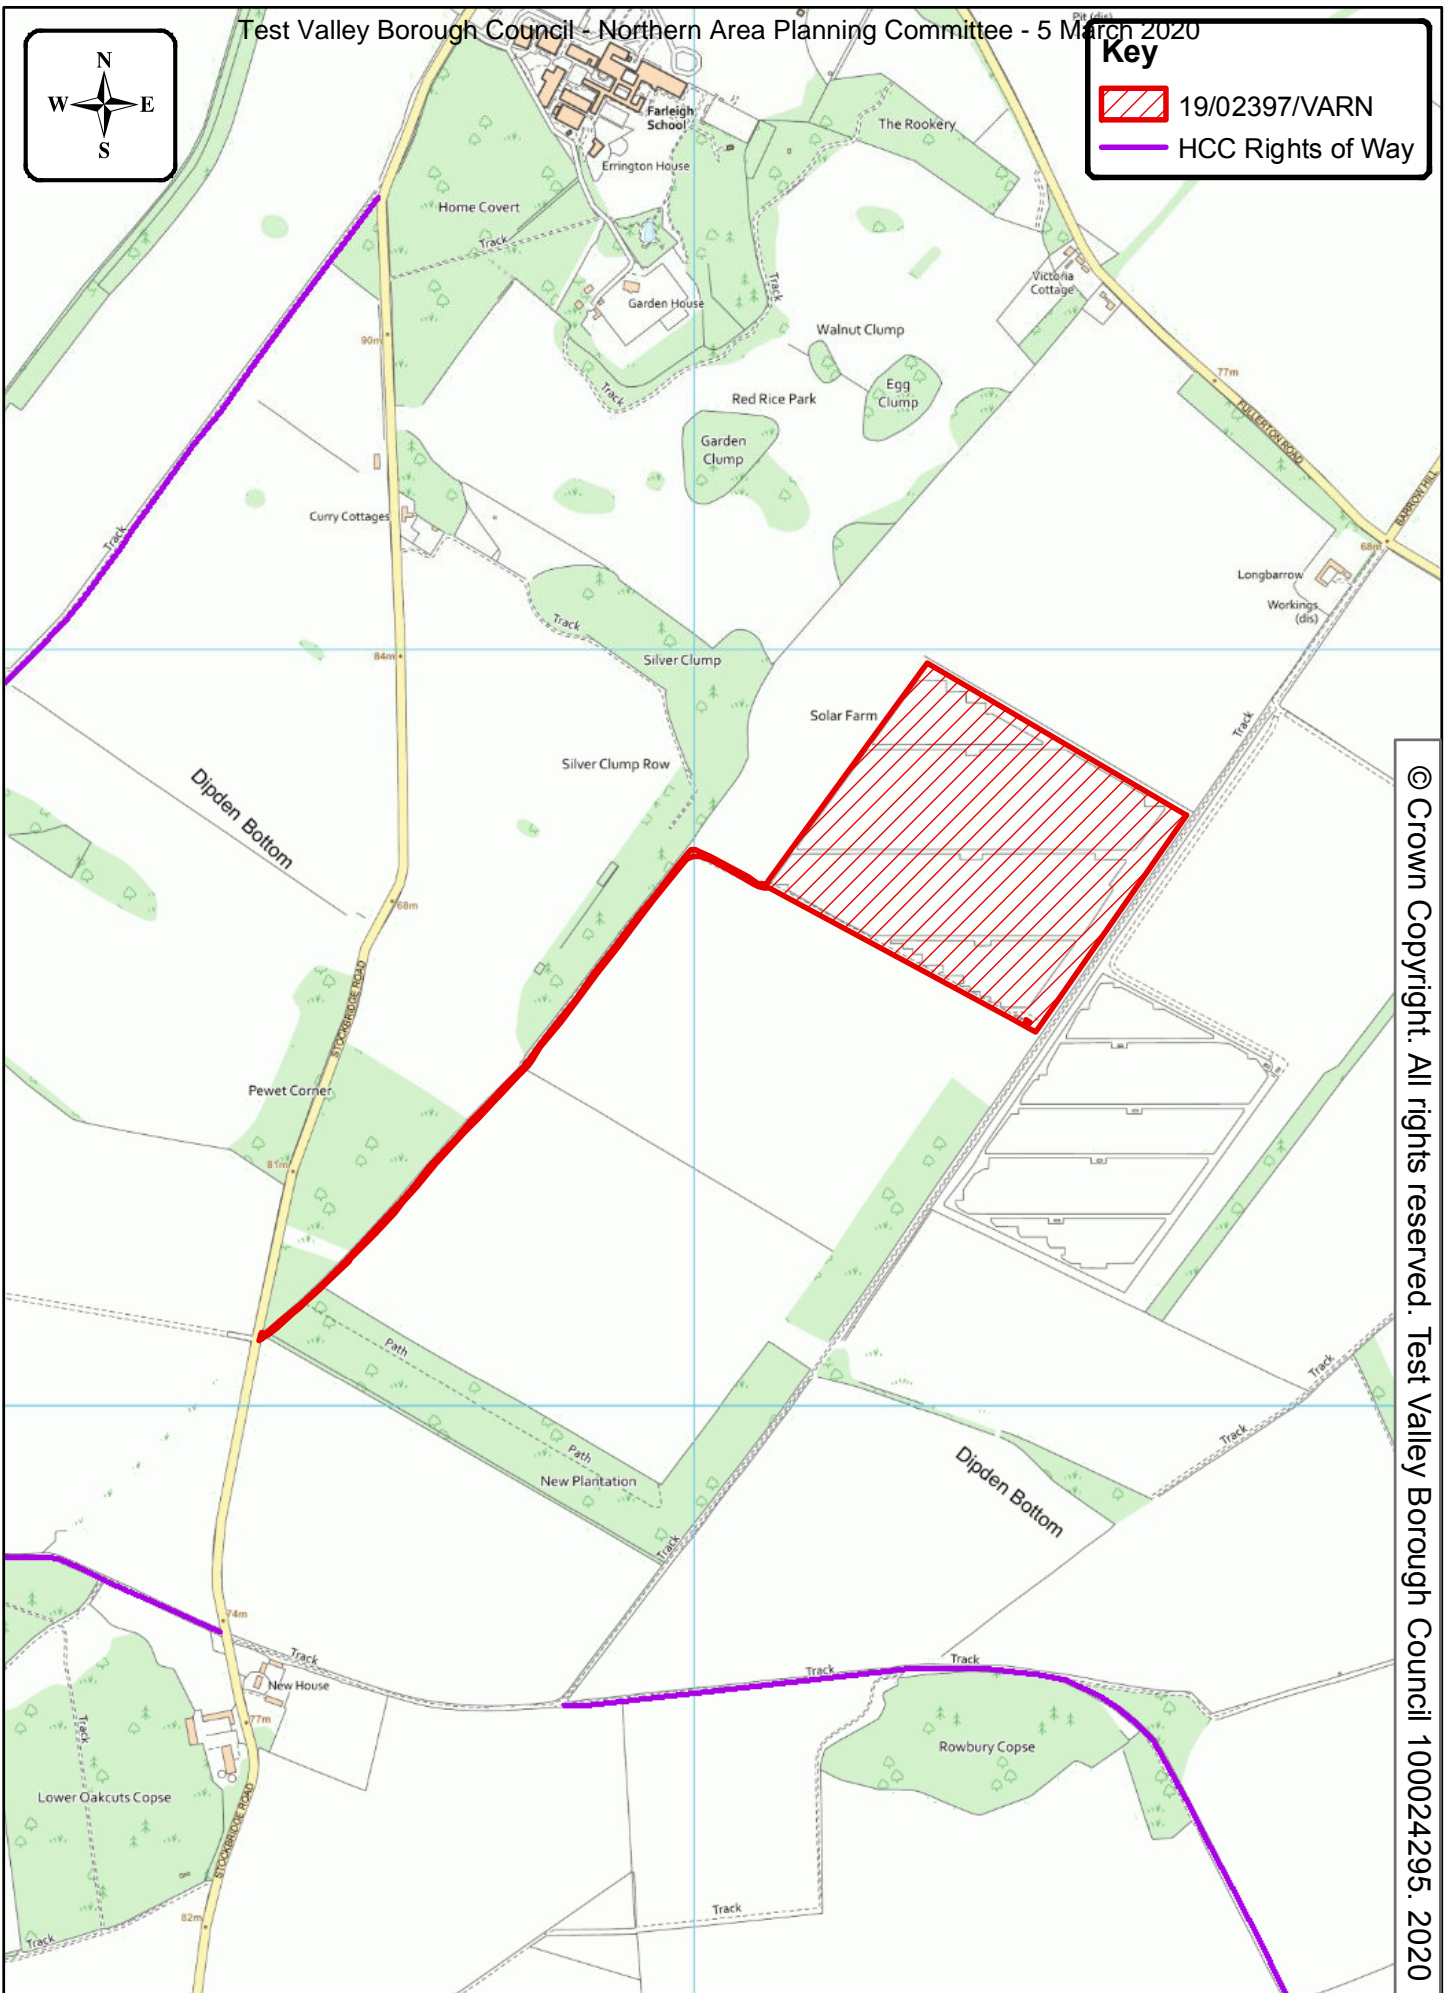 Test Valley Borough Council - Northern Area Planning Committee - 5 March 2020
Pit (dis)
N
W E
S
Key
19/02397/VARN
HCC Rights of Way
Farleigh
School
The Rookery
Errington House
Home Covert
Track
Track
Garden House
Victoria
Cottage
Walnut Clump
90m
77m
Track
Red Rice Park
Egg
Clump
FULLERTON ROAD
Garden
Clump
BARROW HILL
Curry Cottages
Track
68m
Longbarrow
Workings
(dis)
Track
84m
Silver Clump
Solar Farm
Track
Silver Clump Row
Dipden Bottom
68m
STOCKBRIDGE ROAD
Pewet Corner
81m
Path
Track
Path
Track
New Plantation
Dipden Bottom
Track
74m
Track
Track
Track
New House
77m
Track
Rowbury Copse
Lower Oakcuts Copse
STOCKBRIDGE ROAD
Track
82m
Track
© Crown Copyright. All rights reserved. Test Valley Borough Council 100024295. 2020